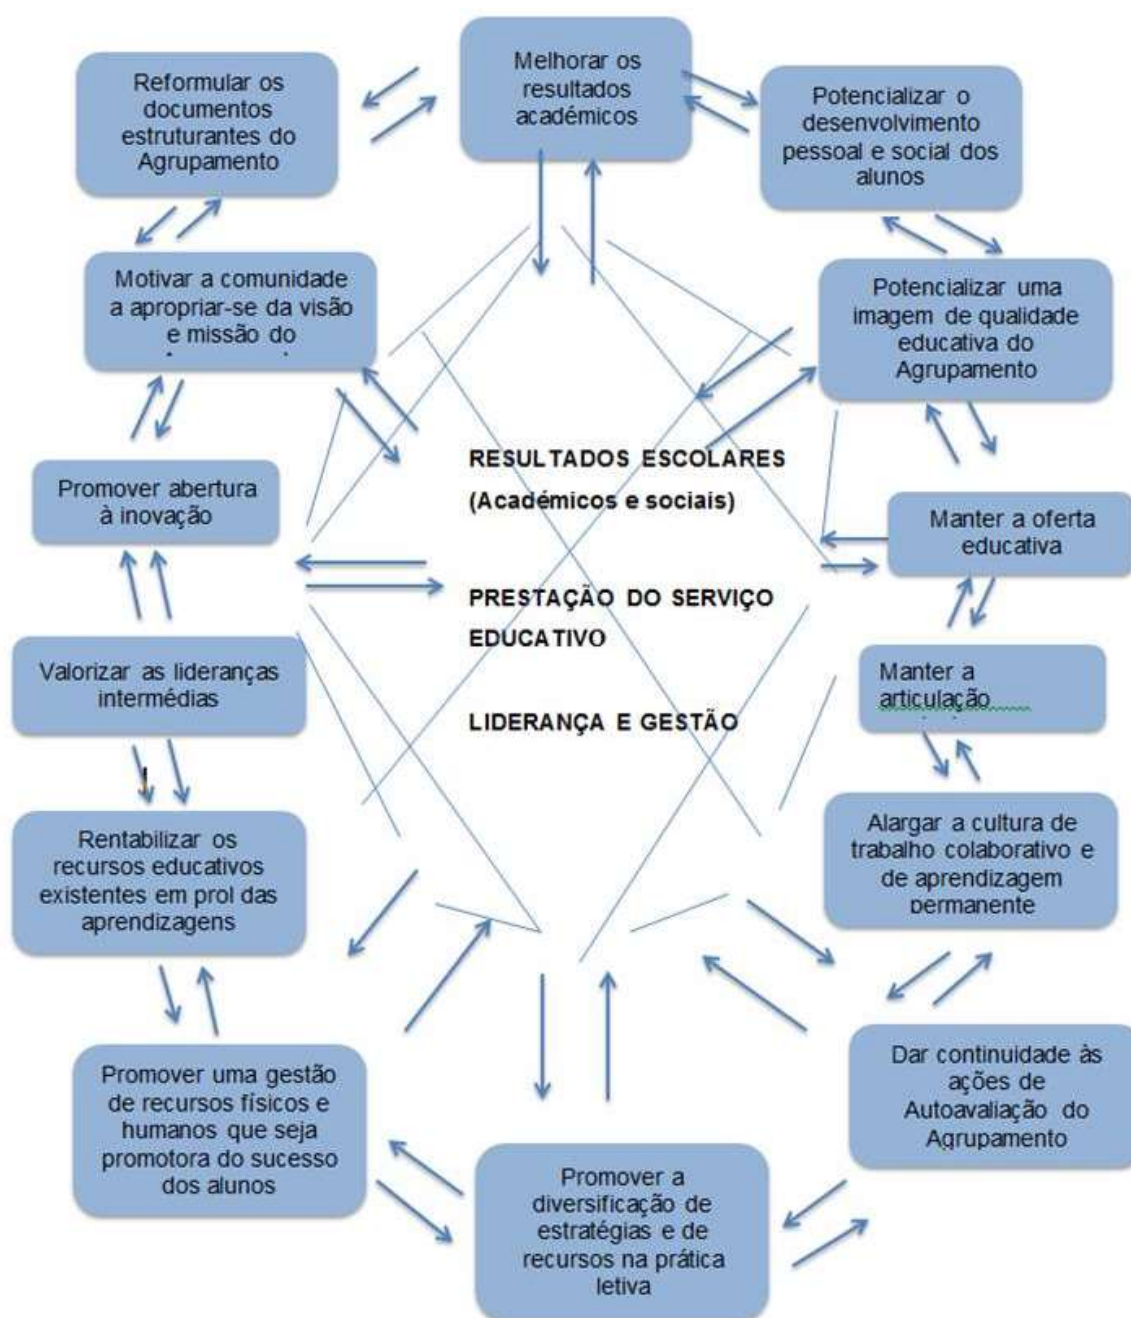 Melhorar os
resultados
académicos
Reformular os
documentos
estruturantes do
Agrupamento
Potencializar o
desenvolvimento
pessoal e social dos
alunos
Motivar a comunidade
a apropriar-se da visão
e missão do
Potencializar uma
imagem de qualidade
educativa do
Agrupamento
RESULTADOS ESCOLARES
(Académicos e sociais)
Promover abertura
à inovação
Manter a oferta
educativa
PRESTAÇÃO DO SERVIÇO
EDUCATIVO
Valorizar as lideranças
intermédias
Manter a
articulação
LIDERANÇA E GESTÃO
Rentabilizar os
recursos educativos
existentes em prol das
aprendizagens
Alargar a cultura de
trabalho colaborativo e
de aprendizagem
permanente
Promover uma gestão
de recursos físicos e
humanos que seja
promotora do sucesso
dos alunos
Dar continuidade às
ações de
Autoavaliação do
Agrupamento
Promover a
diversificação de
estratégias e de
recursos na prática
letiva